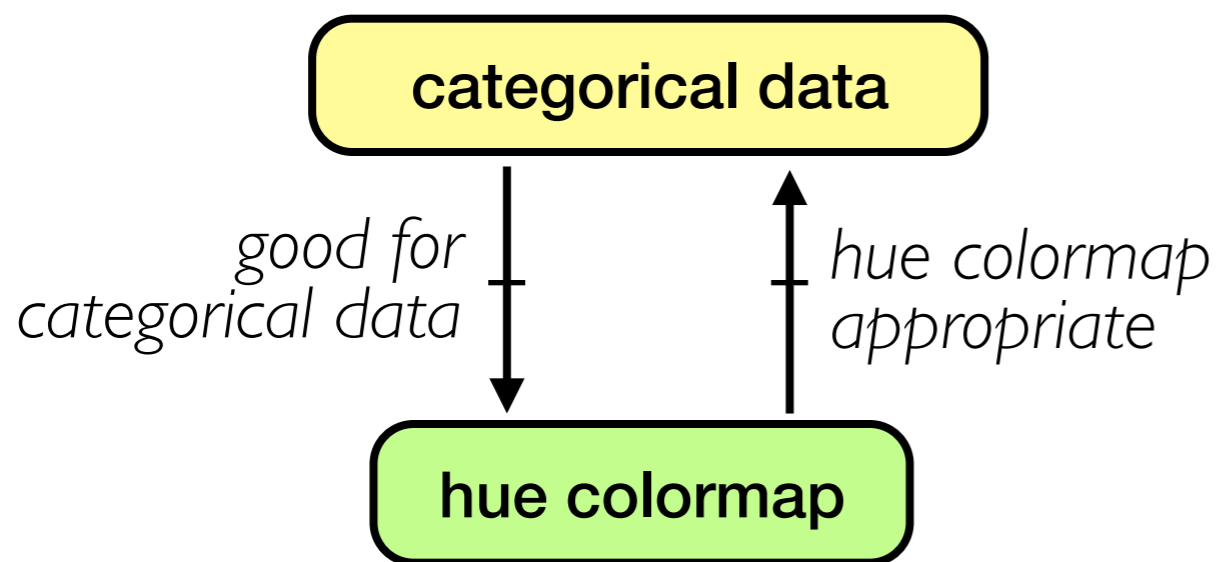 categorical data
good for
categorical data
hue colormap
appropriate
hue colormap